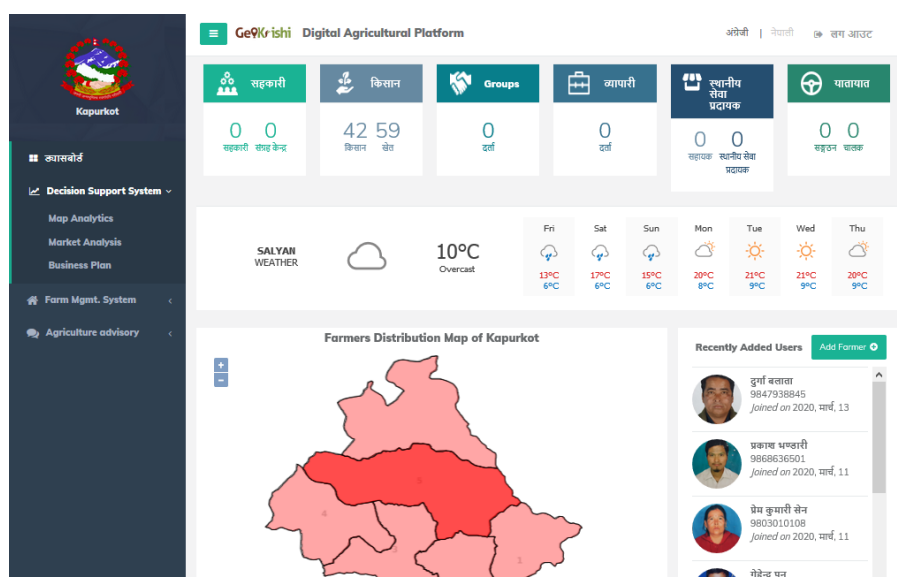 Kapurkot
ड्यासबोर्ड
Decision Support System
Map Analytics
Market Analysis
Business Plan
Farm Mgmt. System
Agriculture advisory
GeoKrishi Digital Agricultural Platform
अंग्रेजी | नेपाली लग आउट
सहकारी
0 0
सहकारी संग्रह केन्द्र
किसान
42 59
किसान खेत
Groups
0
दर्ता
व्यापारी
0
दर्ता
स्थानीय
सेवा
प्रदायक
0 0
सहायक स्थानीय सेवा
प्रदायक
यातायात
0 0
सङ्गठन चालक
SALYAN
WEATHER
10°C
Overcast
Fri Sat Sun Mon Tue Wed Thu
13°C 17°C 15°C 20°C 21°C 21°C 20°C
6°C 6°C 6°C 8°C 9°C 9°C 9°C
Farmers Distribution Map of Kapurkot
+
-
4
3
1
Recently Added Users
Add Farmer
दुर्गा बलाता
9847938845
Joined on 2020, मार्च, 13
प्रकाश भण्डारी
9868636501
Joined on 2020, मार्च, 11
प्रेम कुमारी सेन
9803010108
Joined on 2020, मार्च, 11